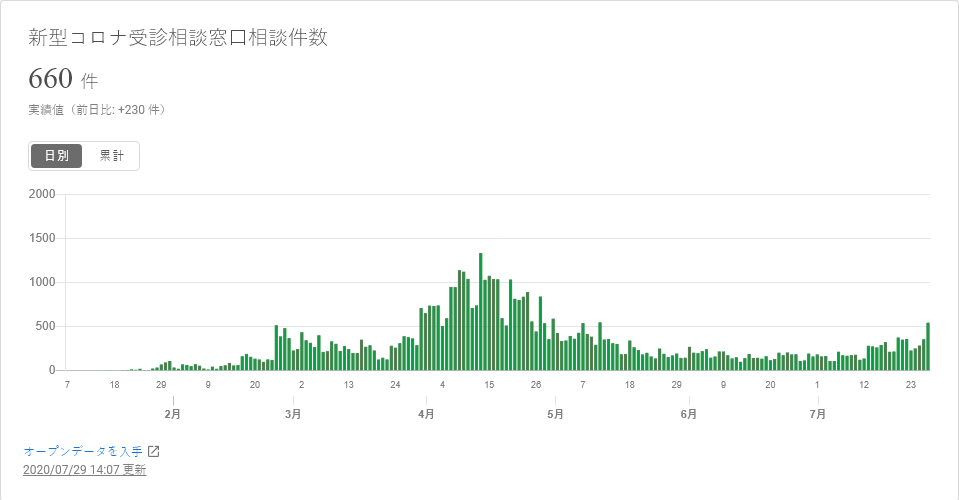 新型コロナ受診相談窓口相談件数
660 件
実績値（前日比: +230 件）
日別 累計
2000
1500
1000
500
0
7 18 29 9 20 2 13 24 4 15 26 7 18 29 9 20 1 12 23
2月 3月 4月 5月 6月 7月
オープンデータを入手
2020/07/29 14:07 更新